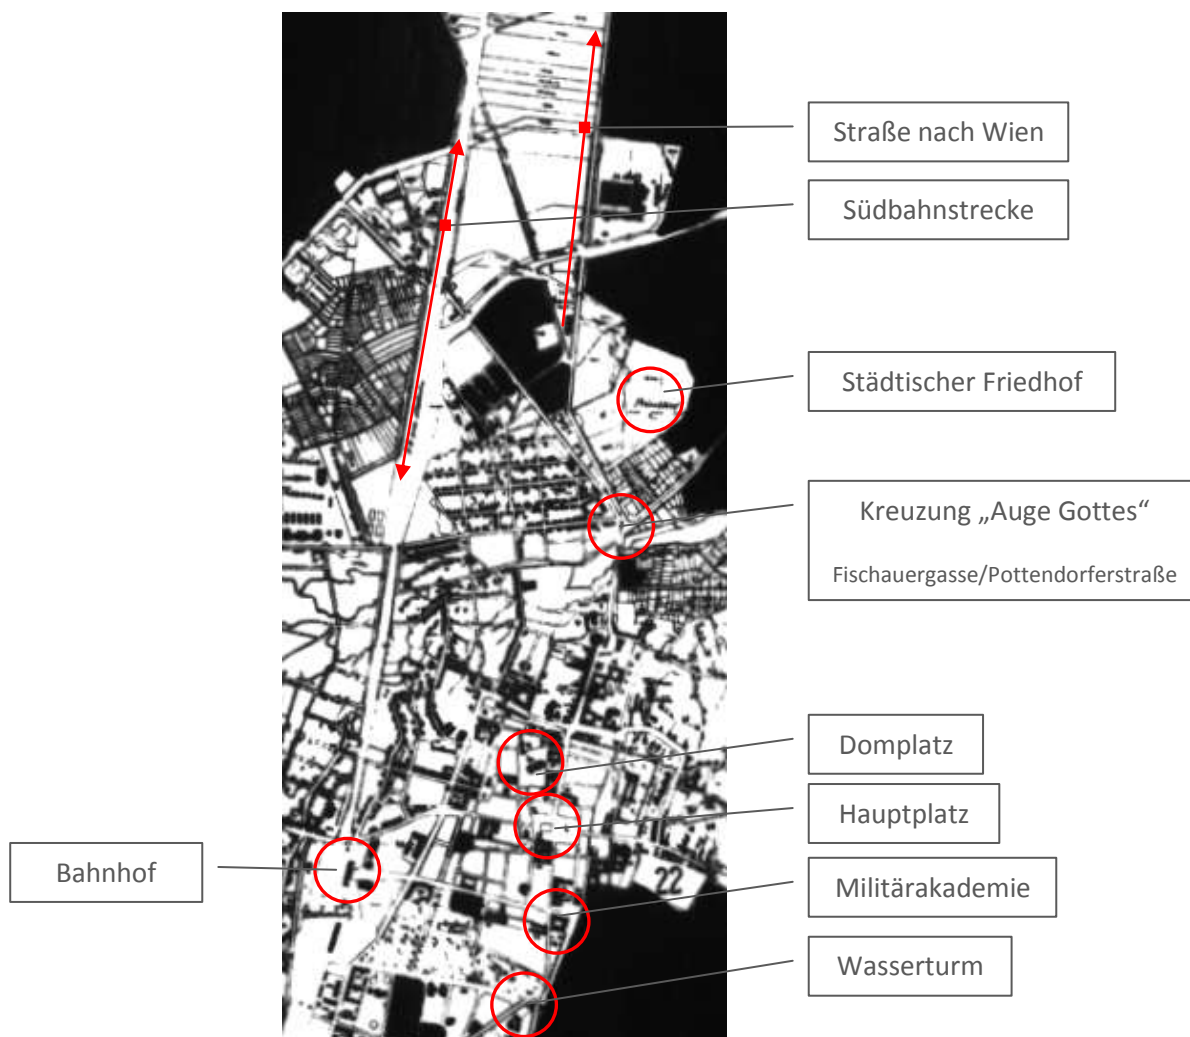 Straße nach Wien
Südbahnstrecke
Städtischer Friedhof
Kreuzung „Auge Gottes“
Fischauergasse/Pottendorferstraße
Domplatz
Hauptplatz
Bahnhof
22
Militärakademie
Wasserturm